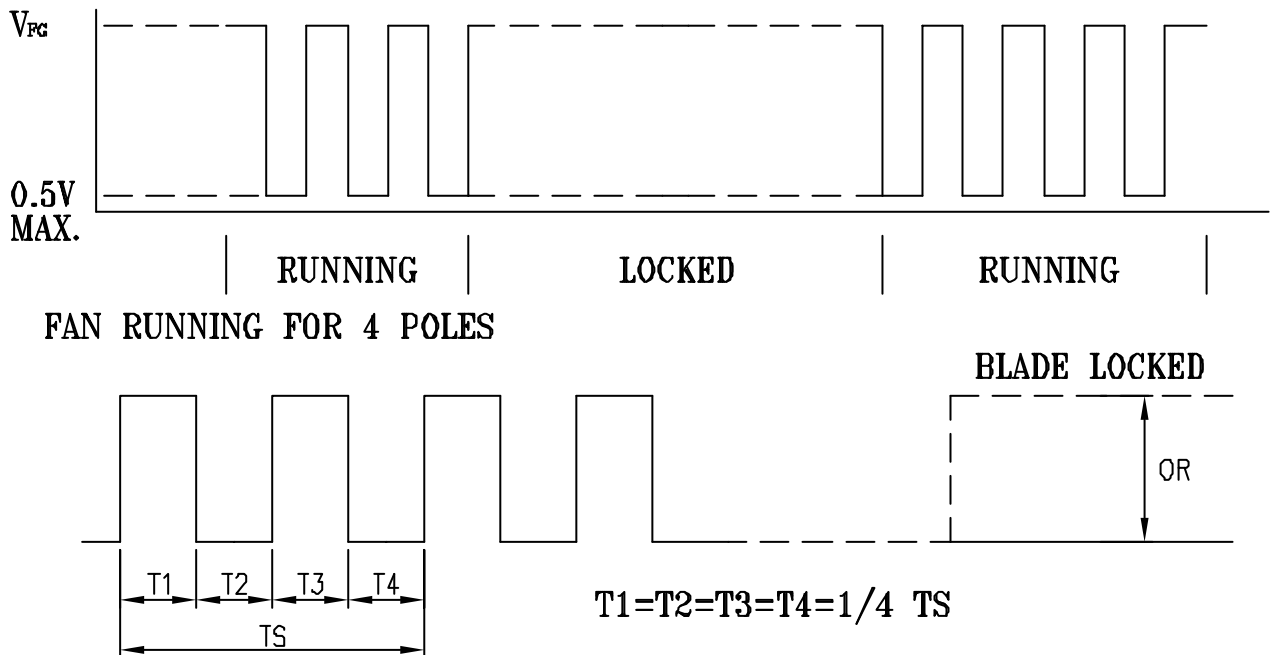 VFG
0.5V
MAX.
RUNNING LOCKED RUNNING
FAN RUNNING FOR 4 POLES
BLADE LOCKED
OR
T1 T2 T3 T4
TS
T1=T2=T3=T4=1/4 TS